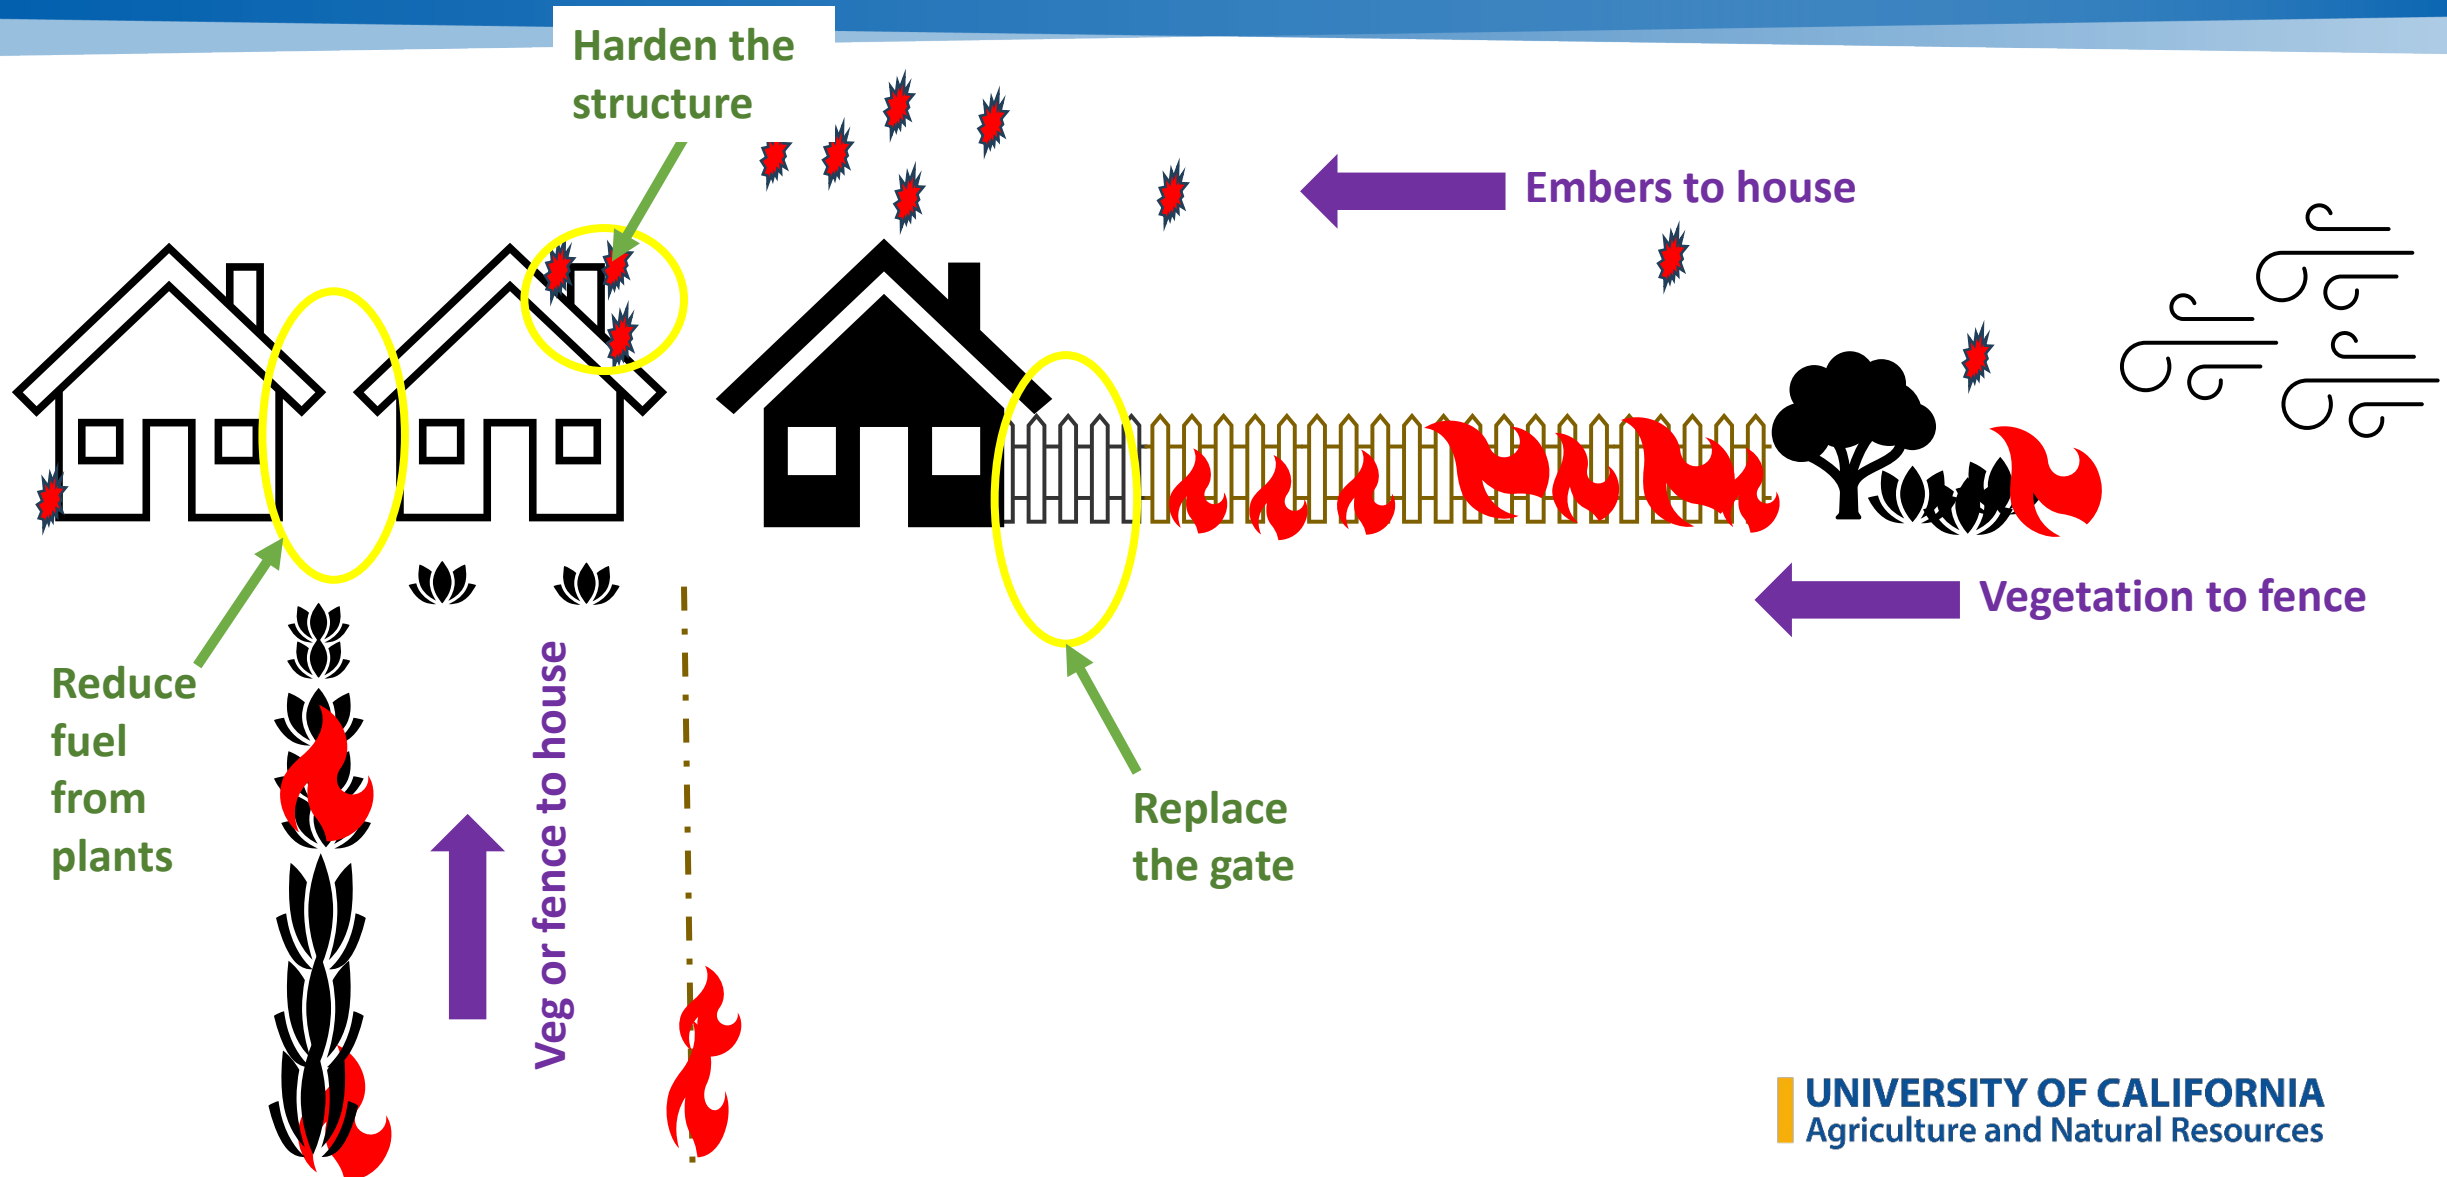 Harden the
structure
Embers to house
Vegetation to fence
Reduce
fuel
from
plants
Veg or fence to house
Replace
the gate
UNIVERSITY OF CALIFORNIA
Agriculture and Natural Resources